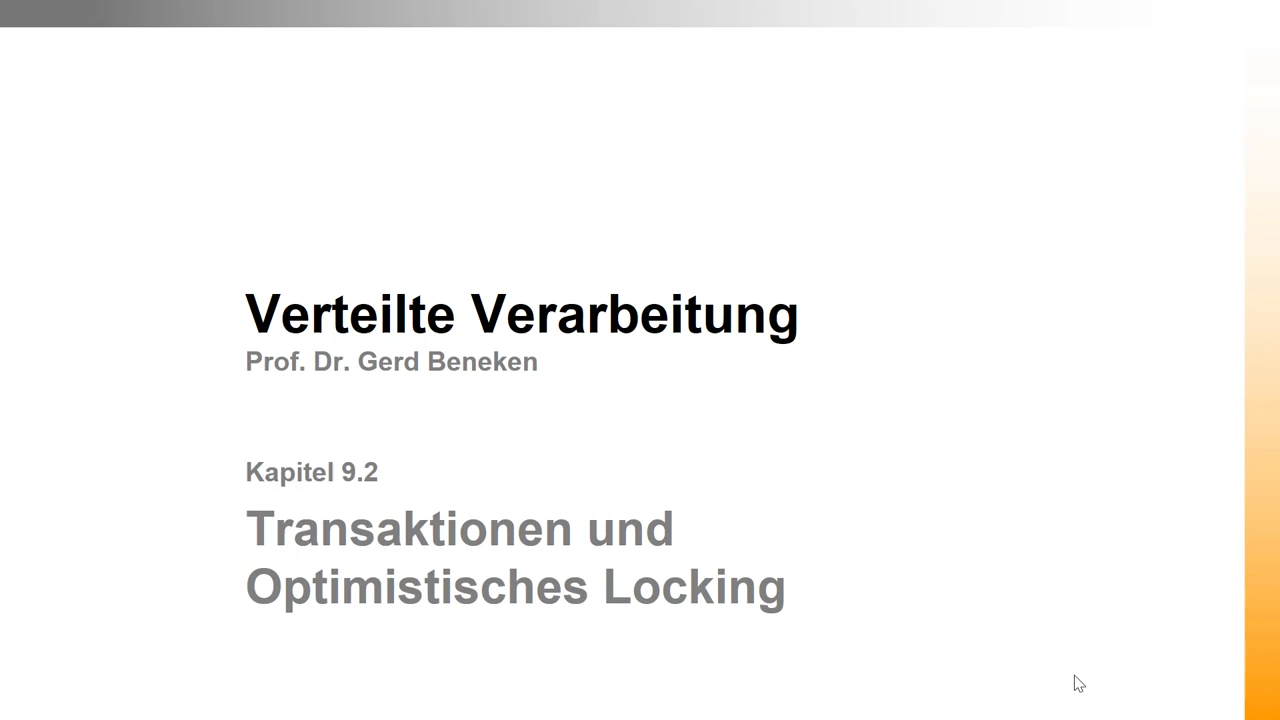 Verteilte Verarbeitung
Prof. Dr. Gerd Beneken
Kapitel 9.2
Transaktionen und
Optimistisches Locking